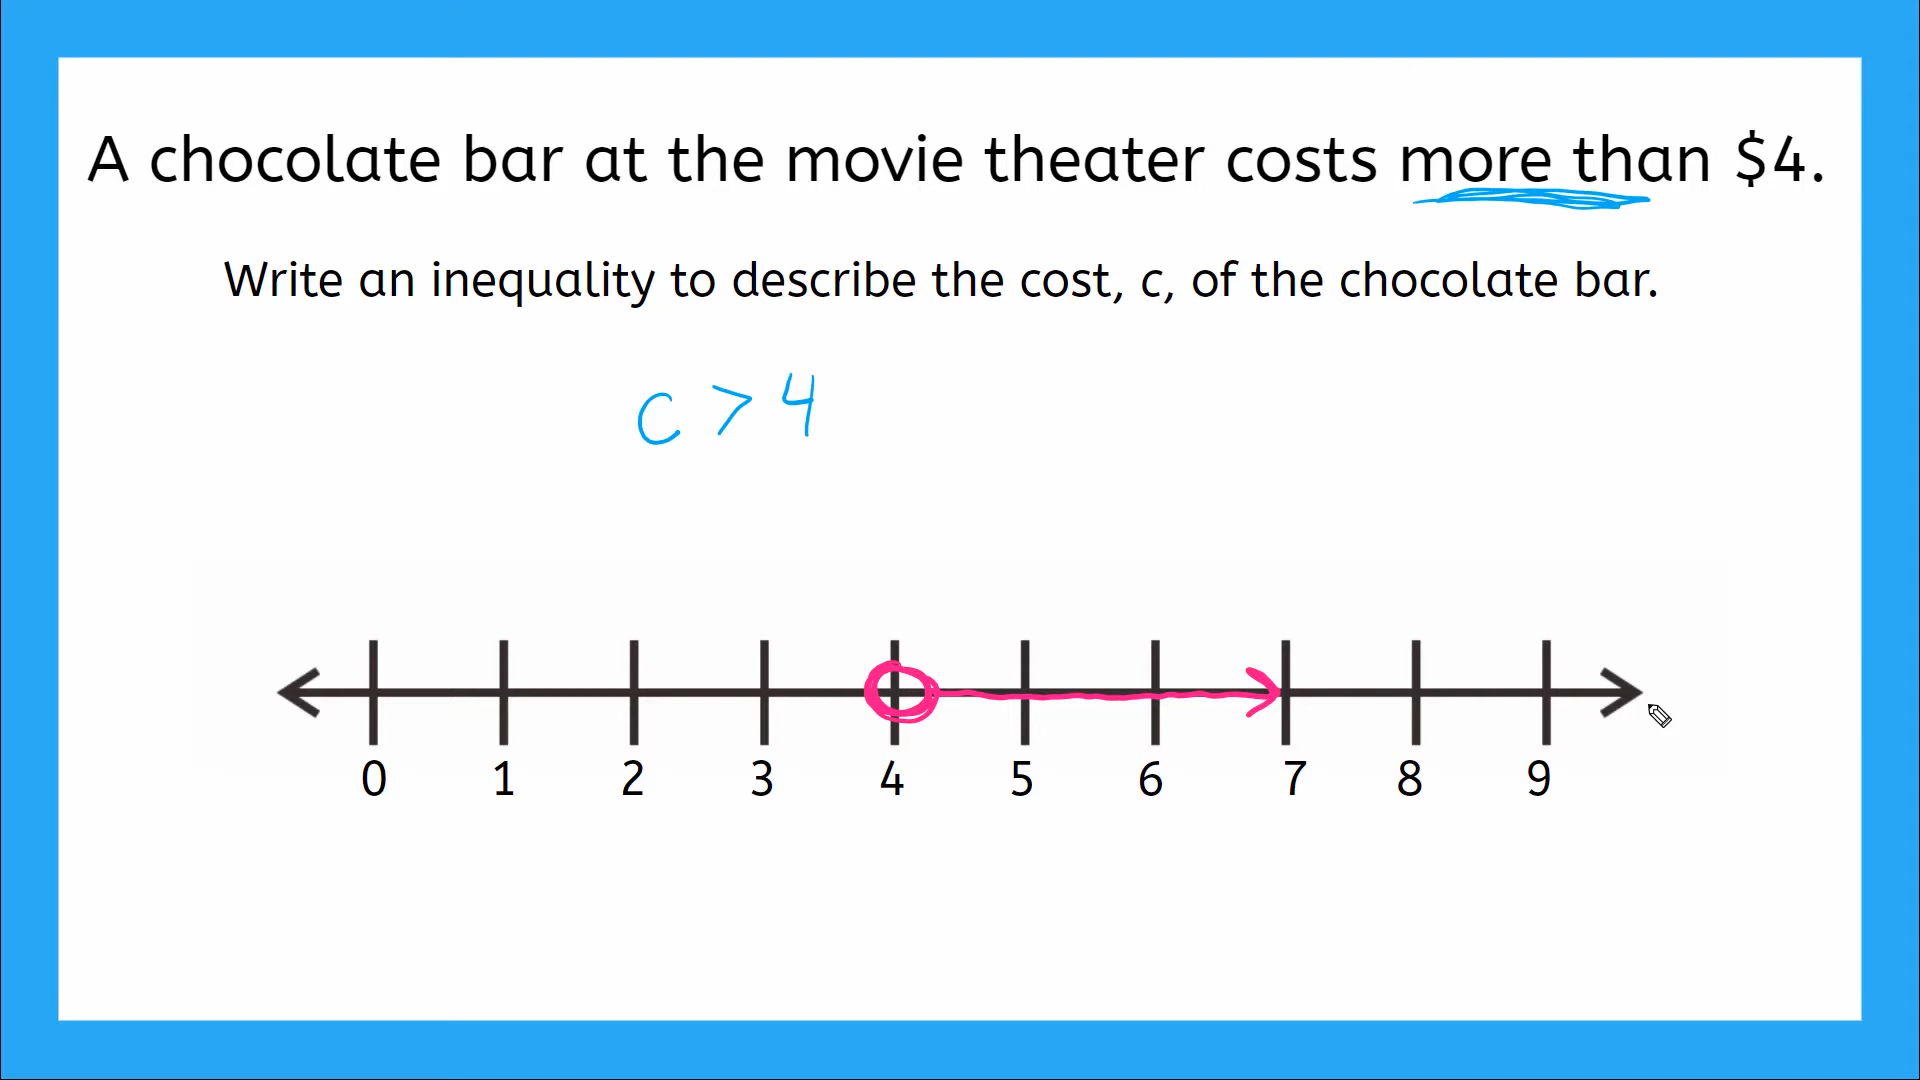 A chocolate bar at the movie theater costs more than $4.
Write an inequality to describe the cost, c, of the chocolate bar.
c > 4
0 1 2 3 4 5 6 7 8 9